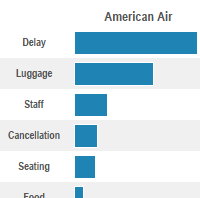 American Air
Delay
Luggage
Staff
Cancellation
Seating
Food